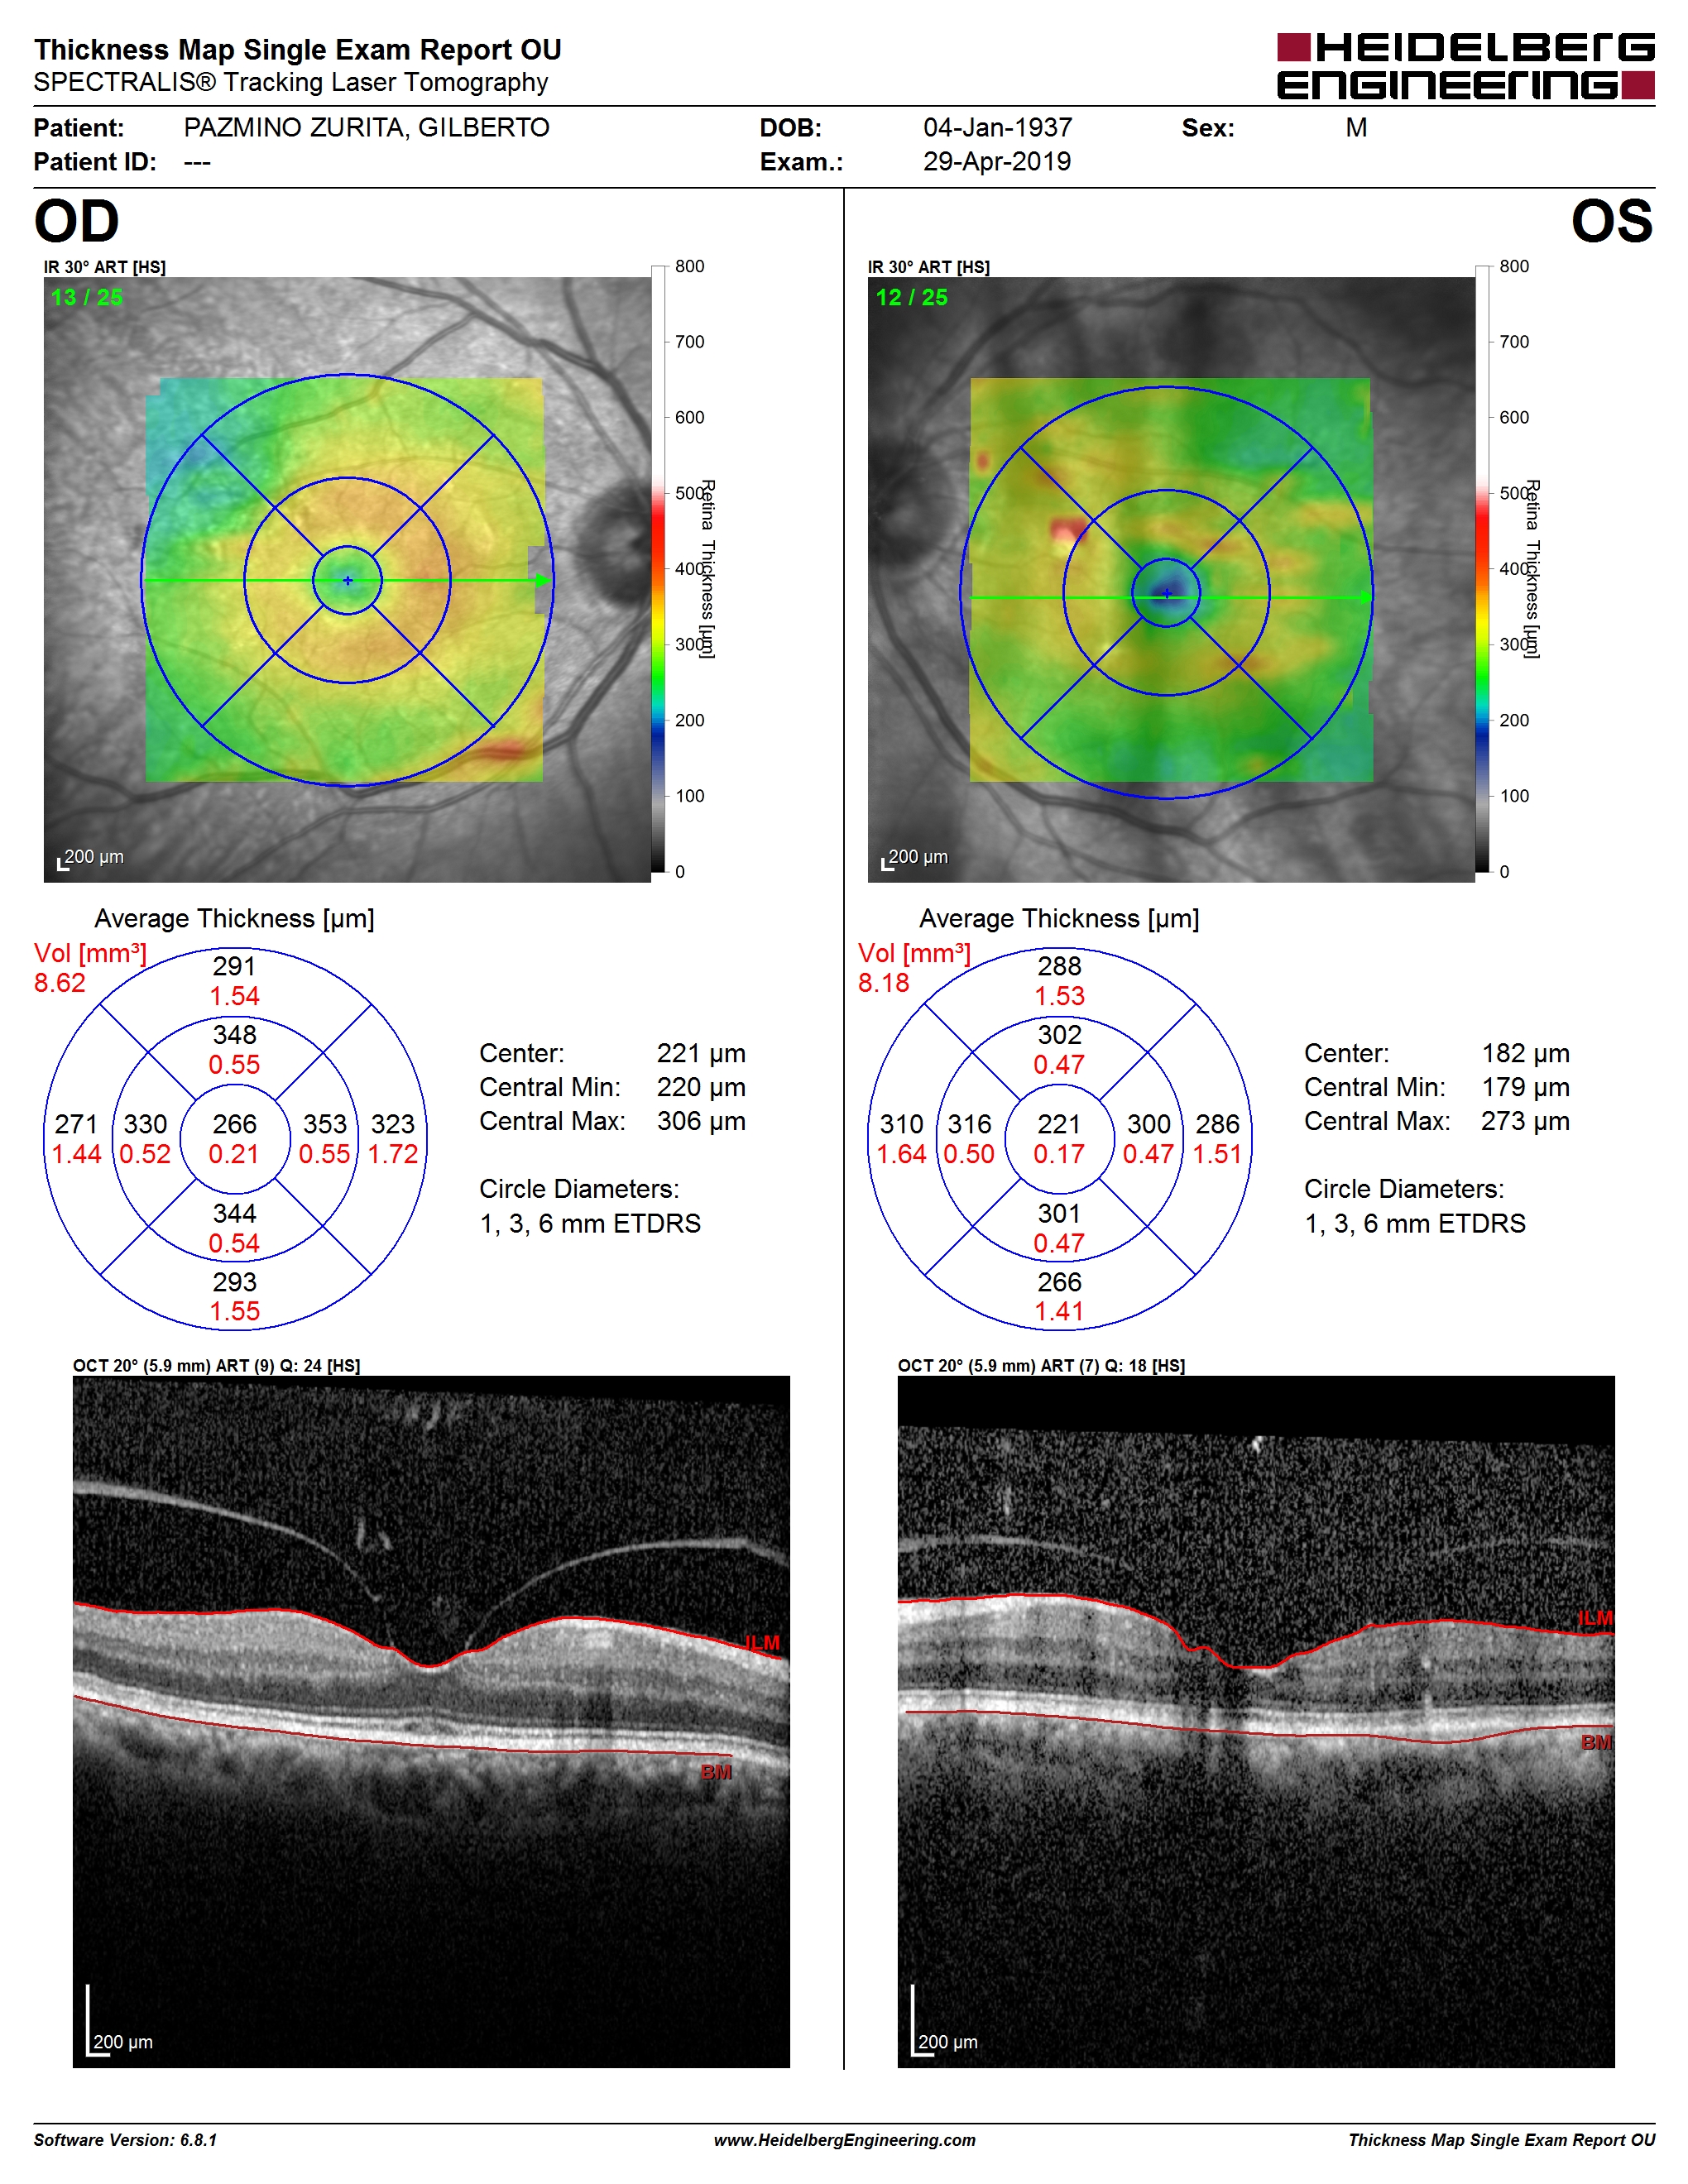 Thickness Map Single Exam Report OU
SPECTRALIS® Tracking Laser Tomography
HEIDELBERG
ENGINEERING
Patient: PAZMINO ZURITA, GILBERTO DOB: 04-Jan-1937 Sex: M
Patient ID: --- Exam.: 29-Apr-2019
OD
IR 30° ART [HS]
13 / 25
200 µm
800
700
600
500
400
300
200
100
0
Retina Thickness [µm]
Average Thickness [µm]
Vol [mm³]
8.62
291
1.54
348
0.55
271 330 266 353 323
1.44 0.52 0.21 0.55 1.72
344
0.54
293
1.55
Center: 221 µm
Central Min: 220 µm
Central Max: 306 µm
Circle Diameters:
1, 3, 6 mm ETDRS
OCT 20° (5.9 mm) ART (9) Q: 24 [HS]
ILM
BM
200 µm
OS
IR 30° ART [HS]
12 / 25
200 µm
800
700
600
500
400
300
200
100
0
Retina Thickness [µm]
Average Thickness [µm]
Vol [mm³]
8.18
288
1.53
302
0.47
310 316 221 300 286
1.64 0.50 0.17 0.47 1.51
301
0.47
266
1.41
Center: 182 µm
Central Min: 179 µm
Central Max: 273 µm
Circle Diameters:
1, 3, 6 mm ETDRS
OCT 20° (5.9 mm) ART (7) Q: 18 [HS]
ILM
BM
200 µm
Software Version: 6.8.1 www.HeidelbergEngineering.com Thickness Map Single Exam Report OU